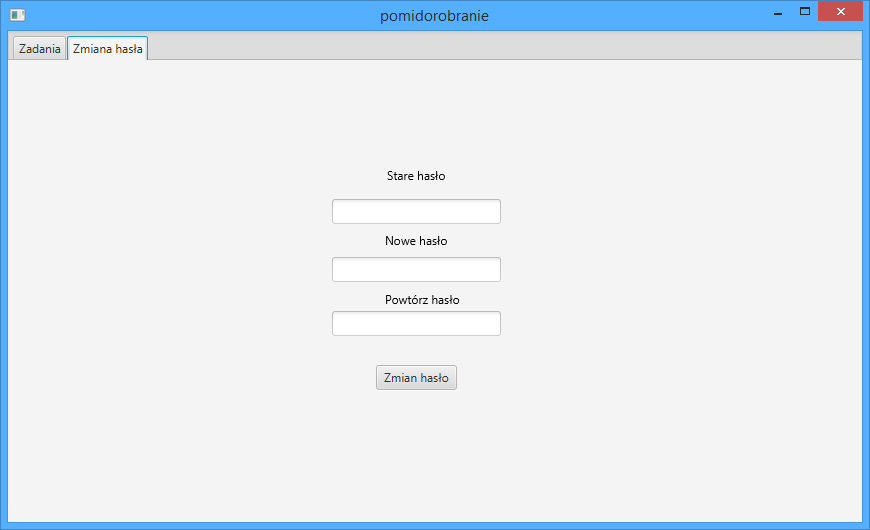 pomidorobranie
Zadania Zmiana hasła
Stare hasło
Nowe hasło
Powtórz hasło
Zmian hasło